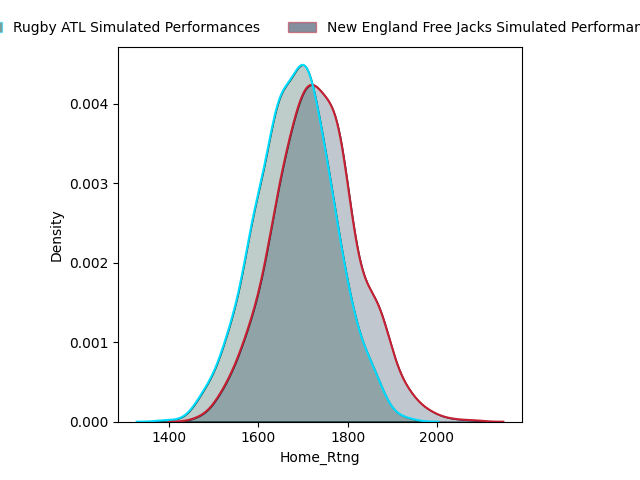 Rugby ATL Simulated Performances
New England Free Jacks Simulated
0.004
0.003
0.002
0.001
0.000
Density
1400 1600 1800 2000
Home_Rtng